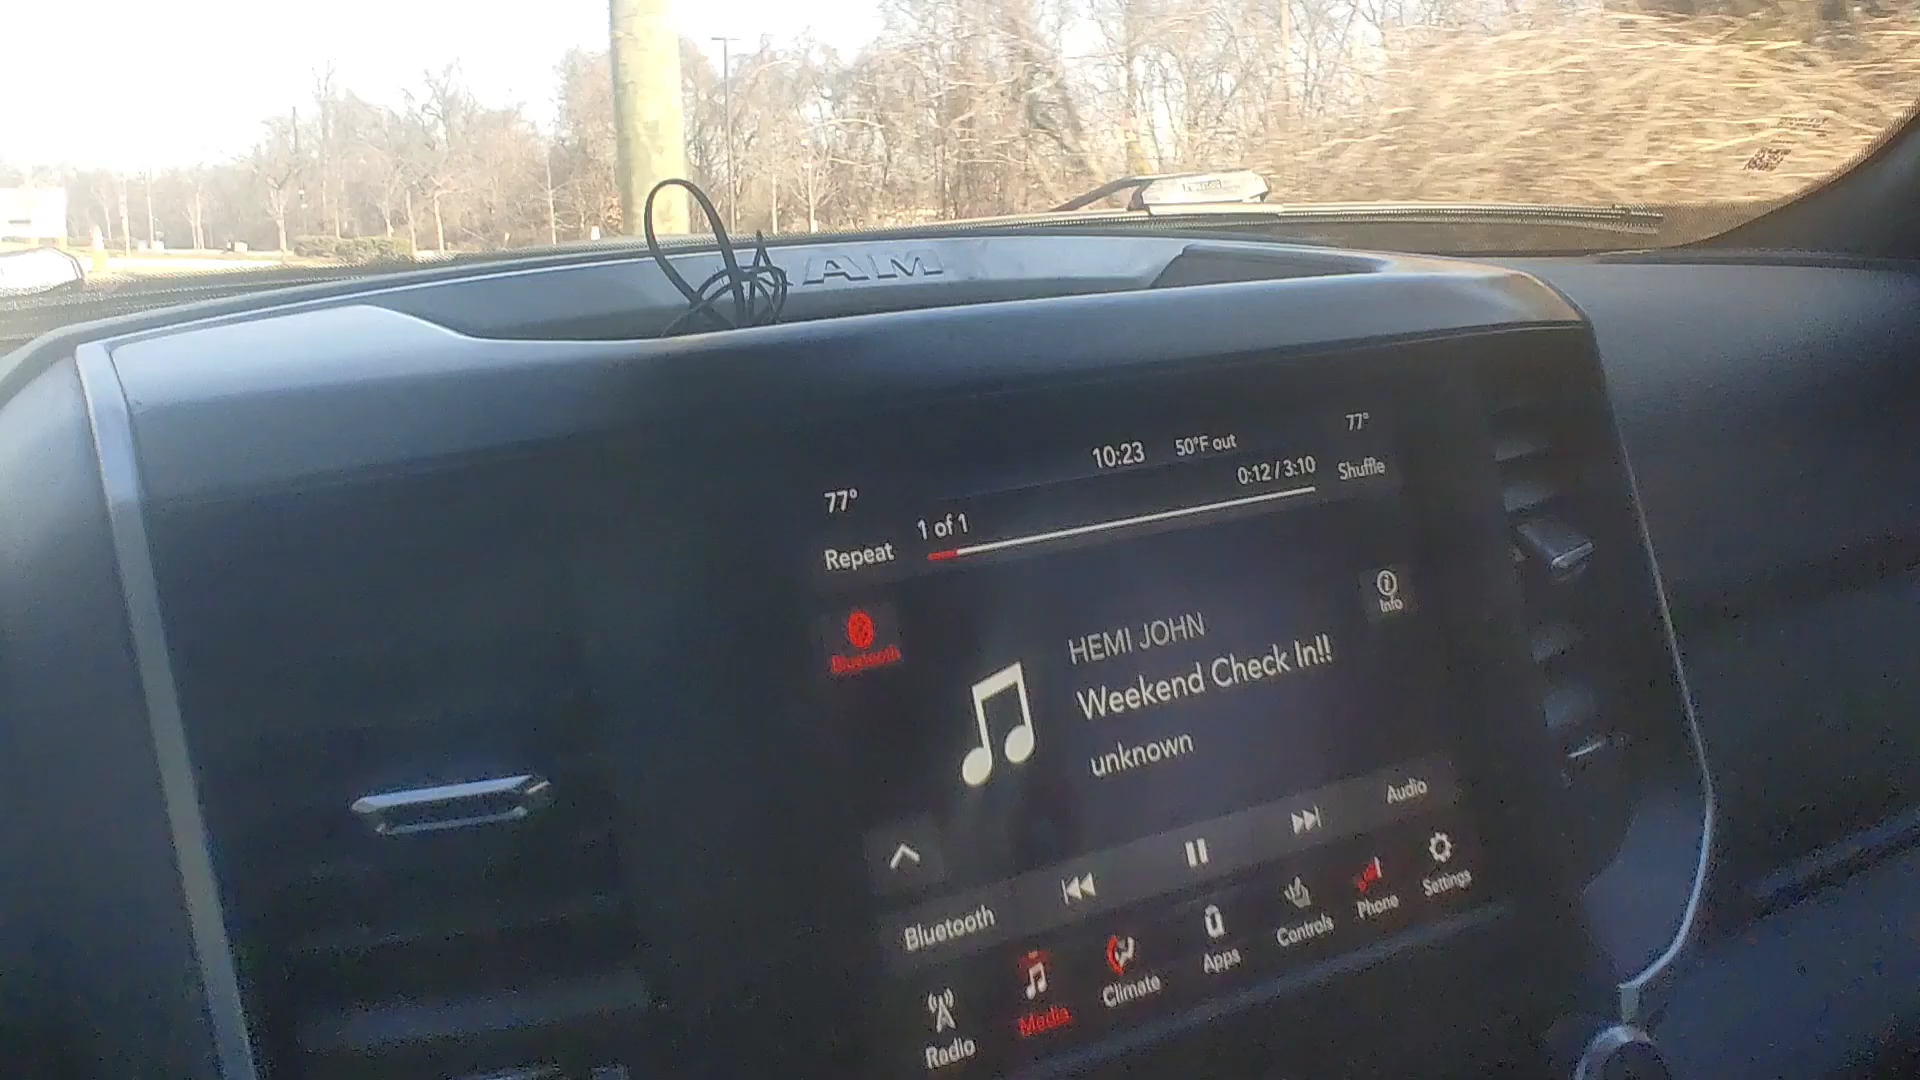 AM
10:23 50°F out 77°
77° 0:12 / 3:10 Shuffle
Repeat 1 of 1
Bluetooth Info
HEMI JOHN
Weekend Check In!!
unknown
Audio
Bluetooth
Radio Media Climate Apps Controls Phone Settings